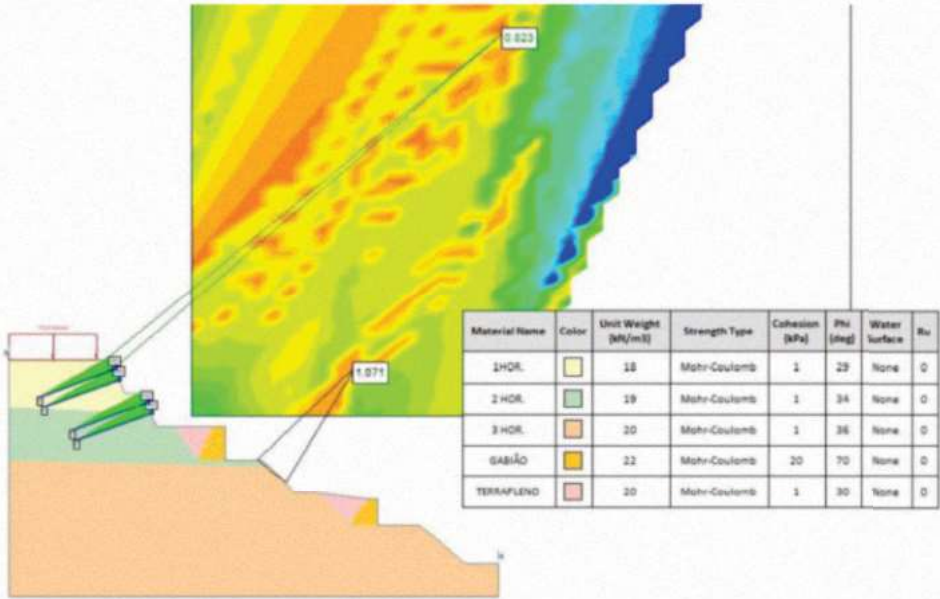 0.823
1.071
Material Name Color Unit Weight (kN/m3) Strength Type Cohesion (kPa) Phi (deg) Water Surface Ru
1HOR. 18 Mohr-Coulomb 1 29 None 0
2 HOR. 19 Mohr-Coulomb 1 34 None 0
3 HOR. 20 Mohr-Coulomb 1 36 None 0
GABIÃO 22 Mohr-Coulomb 20 70 None 0
TERRAPLENO 20 Mohr-Coulomb 1 30 None 0